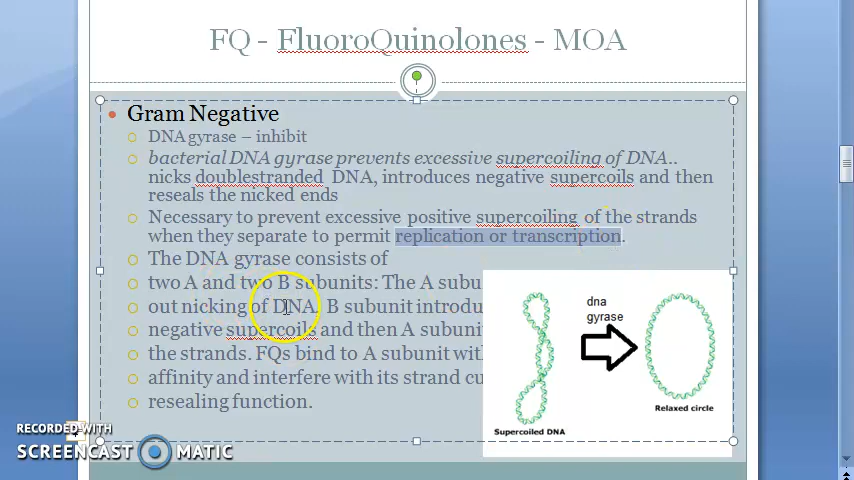 FQ - FluoroQuinolones - MOA
Gram Negative
DNA gyrase – inhibit
bacterial DNA gyrase prevents excessive supercoiling of DNA..
nicks doublestranded DNA, introduces negative supercoils and then
reseals the nicked ends
Necessary to prevent excessive positive supercoiling of the strands
when they separate to permit replication or transcription.
The DNA gyrase consists of
two A and two B subunits: The A subu
out nicking of DNA, B subunit introdu
negative supercoils and then A subuni
the strands. FQs bind to A subunit wit
affinity and interfere with its strand cu
resealing function.
dna
gyrase
Supercoiled DNA
Relaxed circle
RECORDED WITH
SCREENCAST MATIC